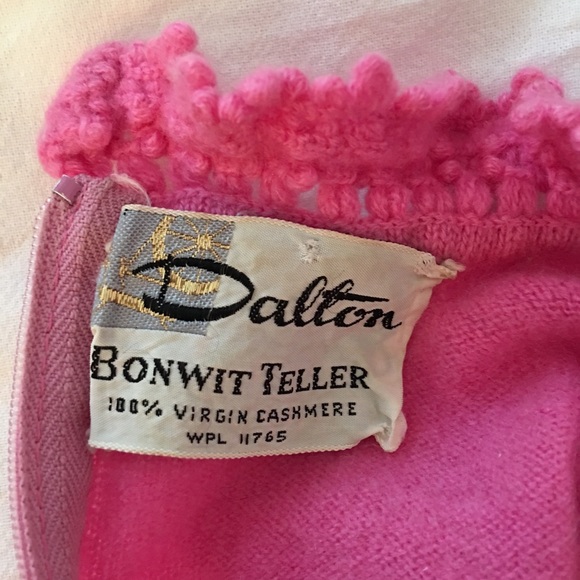 Dalton
BONWIT TELLER
100% VIRGIN CASHMERE
WPL 11765